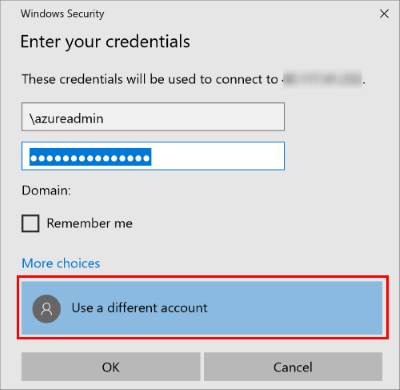 Windows Security
Enter your credentials
These credentials will be used to connect to
\azureadmin
Domain:
Remember me
More choices
Use a different account
OK
Cancel